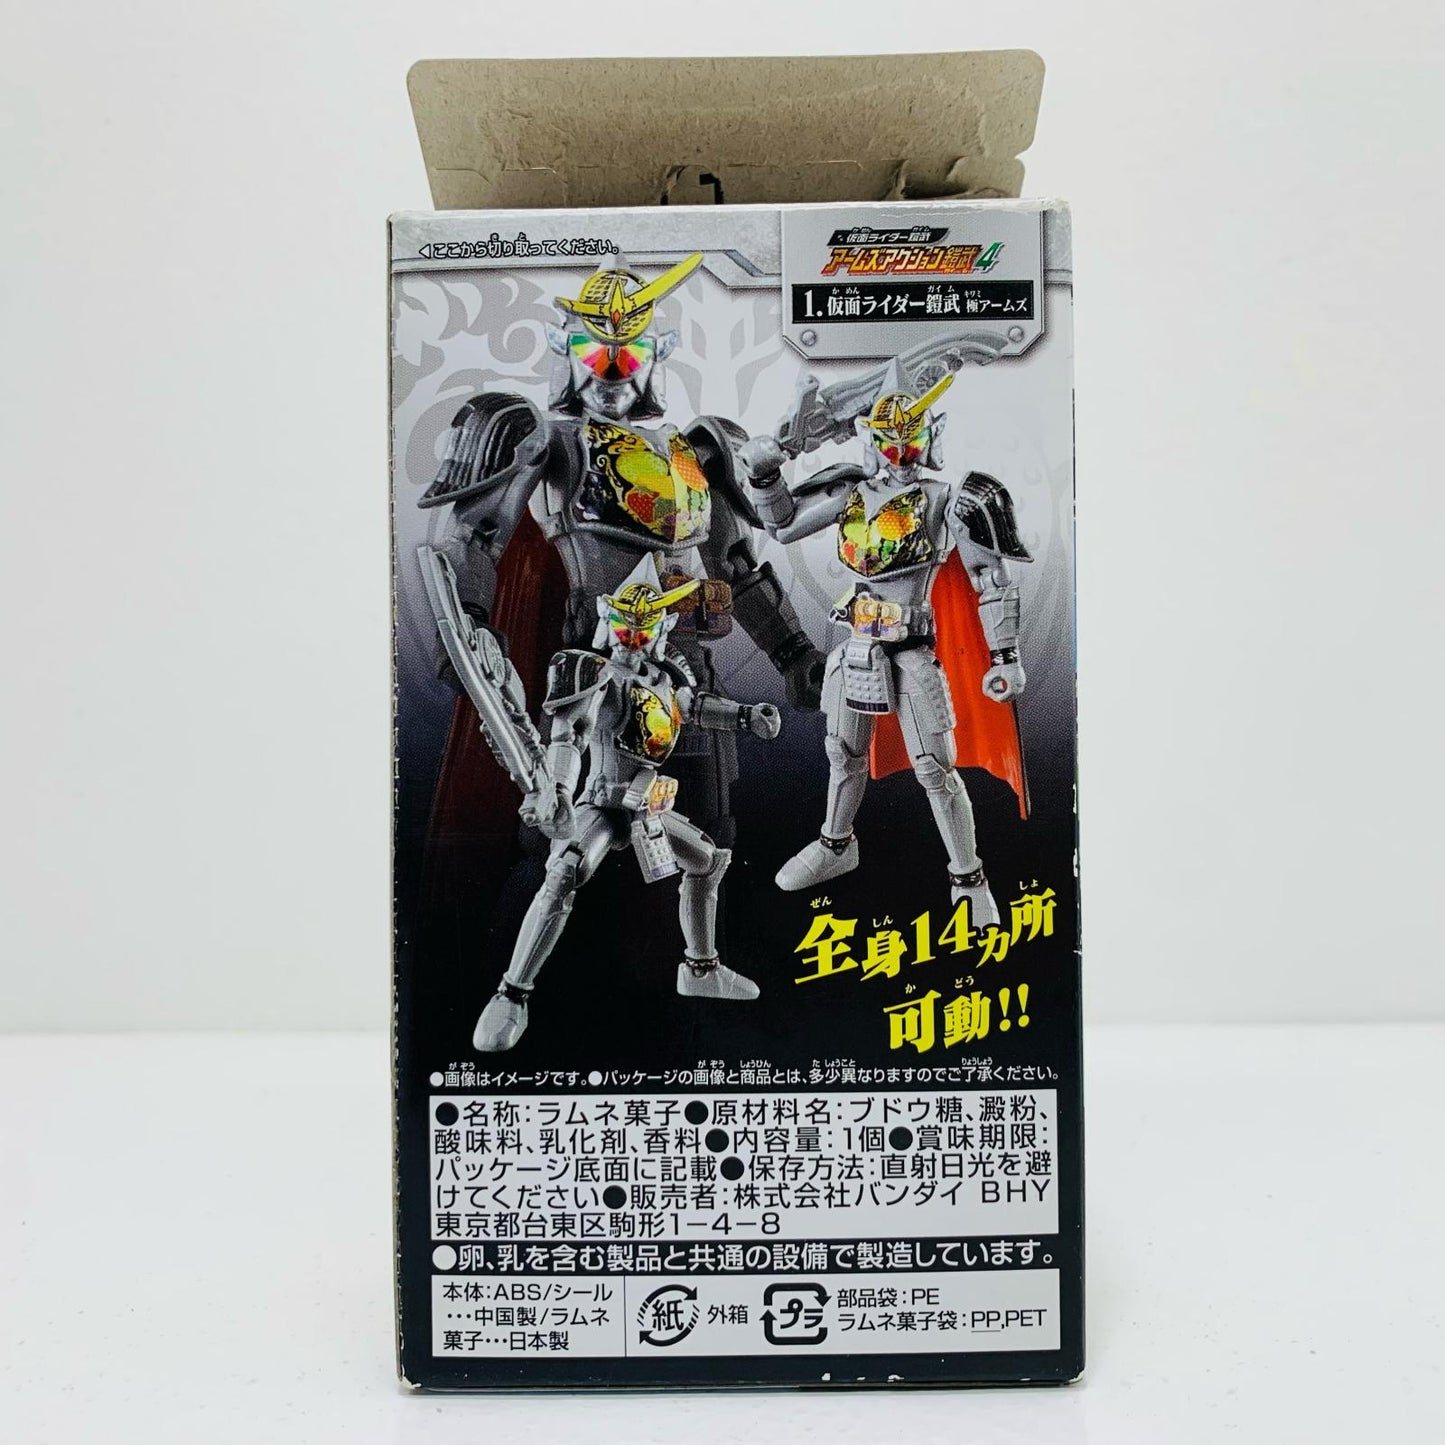 ◀ここから切り取ってください。
仮面ライダー鎧武
アームズアクション鎧武4
1.仮面ライダー鎧武 極アームズ
全身14カ所
可動!!
●画像はイメージです。●パッケージの画像と商品とは、多少異なりますのでご了承ください。
●名称:ラムネ菓子●原材料名:ブドウ糖、澱粉、
酸味料、乳化剤、香料●内容量:1個●賞味期限:
パッケージ底面に記載●保存方法:直射日光を避
けてください●販売者:株式会社バンダイ BHY
東京都台東区駒形1-4-8
●卵、乳を含む製品と共通の設備で製造しています。
本体:ABS/シール
…中国製/ラムネ
菓子…日本製
紙 外箱
プラ
部品袋:PE
ラムネ菓子袋:PP,PET